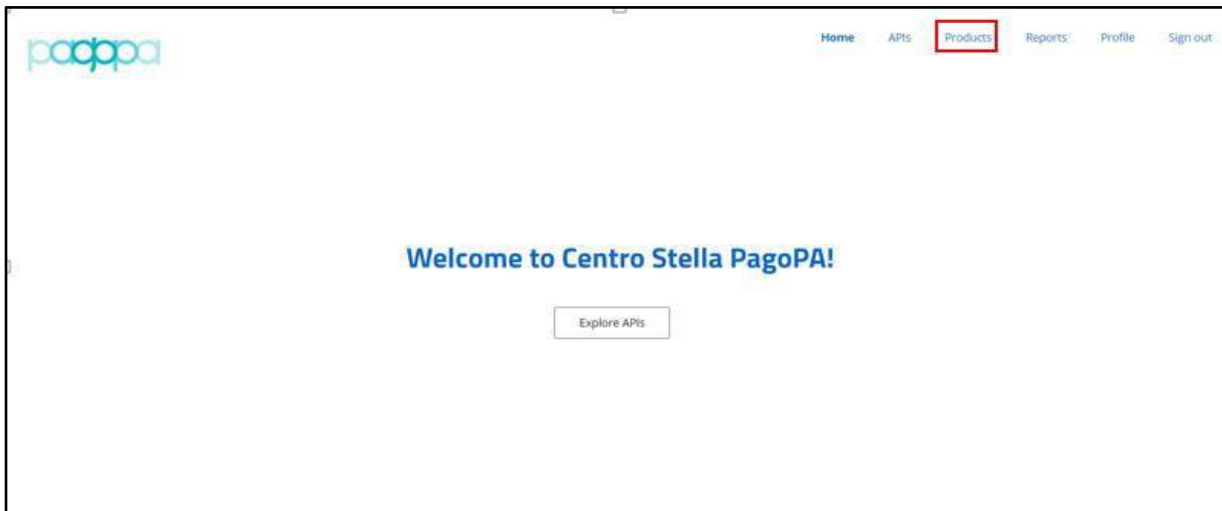 pagopa
Home APIs Products Reports Profile Sign out
Welcome to Centro Stella PagoPA!
Explore APIs